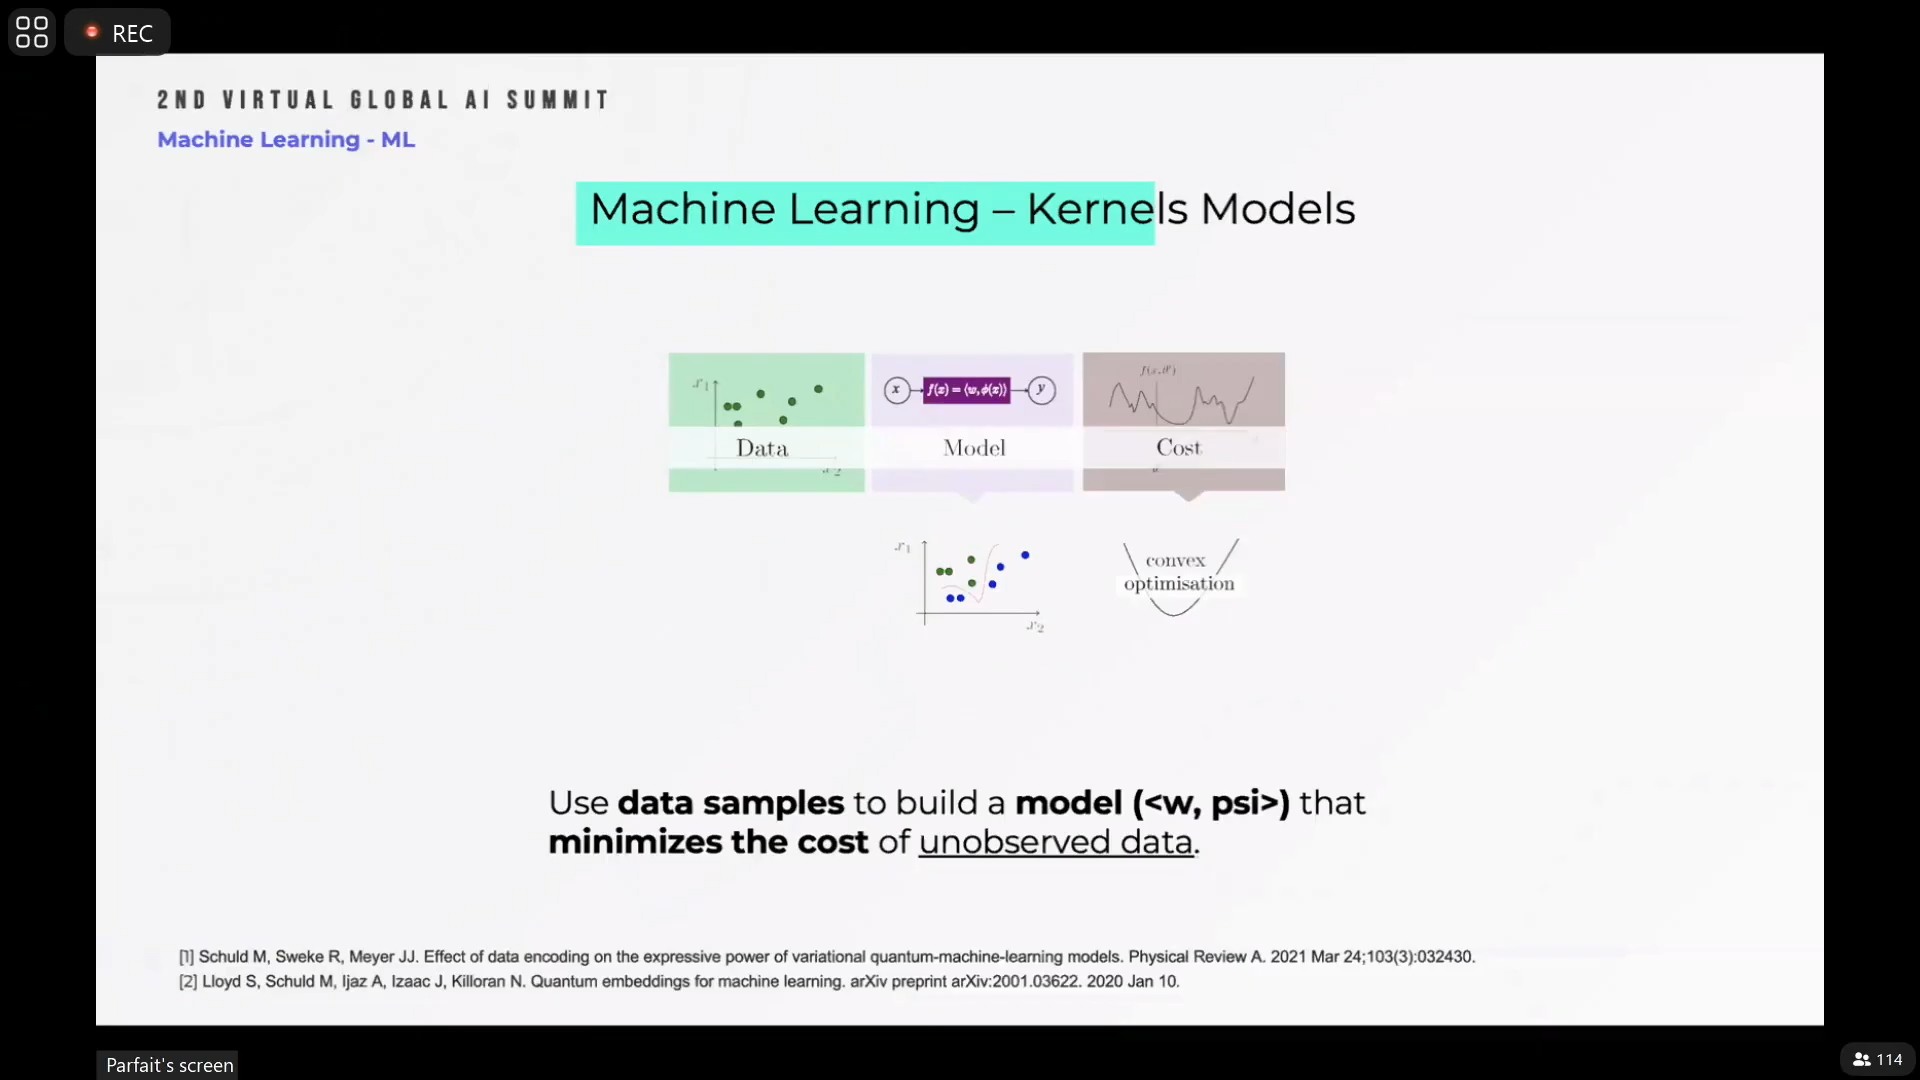 REC
2ND VIRTUAL GLOBAL AI SUMMIT
Machine Learning - ML
Machine Learning – Kernels Models
x1
x
f(x) = ⟨w, ϕ(x)⟩
y
Data
Model
Cost
x2
x1
convex
optimisation
x2
Use data samples to build a model (<w, psi>) that
minimizes the cost of unobserved data.
[1] Schuld M, Sweke R, Meyer JJ. Effect of data encoding on the expressive power of variational quantum-machine-learning models. Physical Review A. 2021 Mar 24;103(3):032430.
[2] Lloyd S, Schuld M, Ijaz A, Izaac J, Killoran N. Quantum embeddings for machine learning. arXiv preprint arXiv:2001.03622. 2020 Jan 10.
Parfait's screen
114